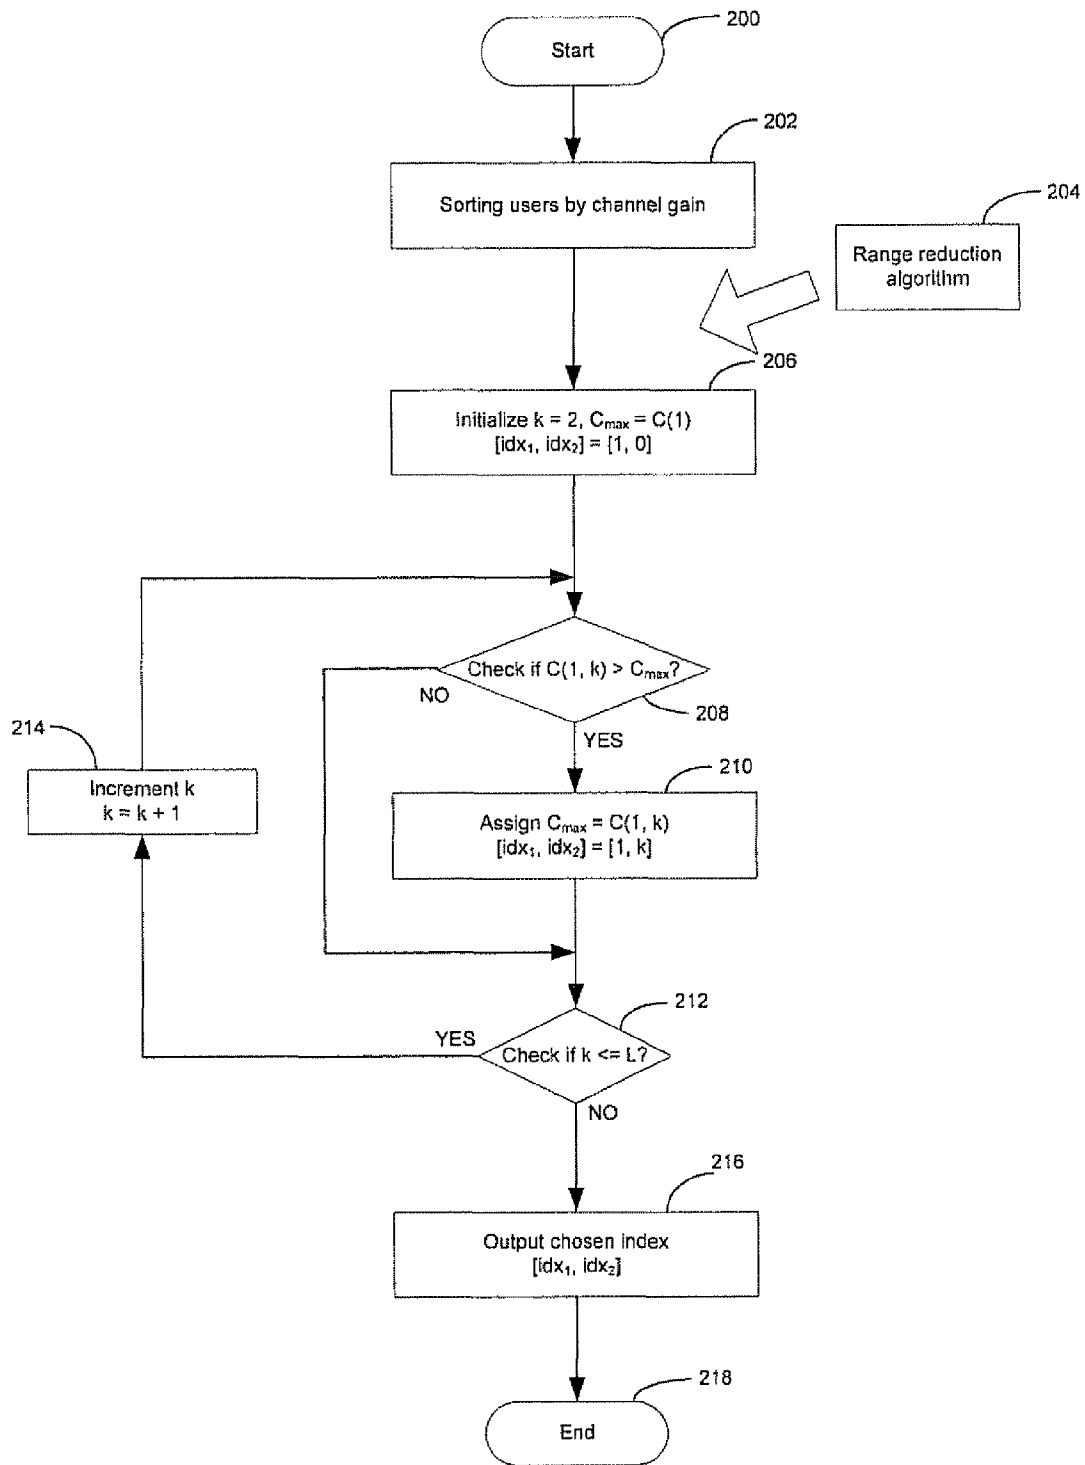 200
Start
202
Sorting users by channel gain
204
Range reduction
algorithm
206
Initialize k = 2, Cmax = C(1)
[idx1, idx2] = [1, 0]
Check if C(1, k) > Cmax?
NO
208
YES
214
Increment k
k = k + 1
210
Assign Cmax = C(1, k)
[idx1, idx2] = [1, k]
212
YES
Check if k <= L?
NO
216
Output chosen index
[idx1, idx2]
218
End